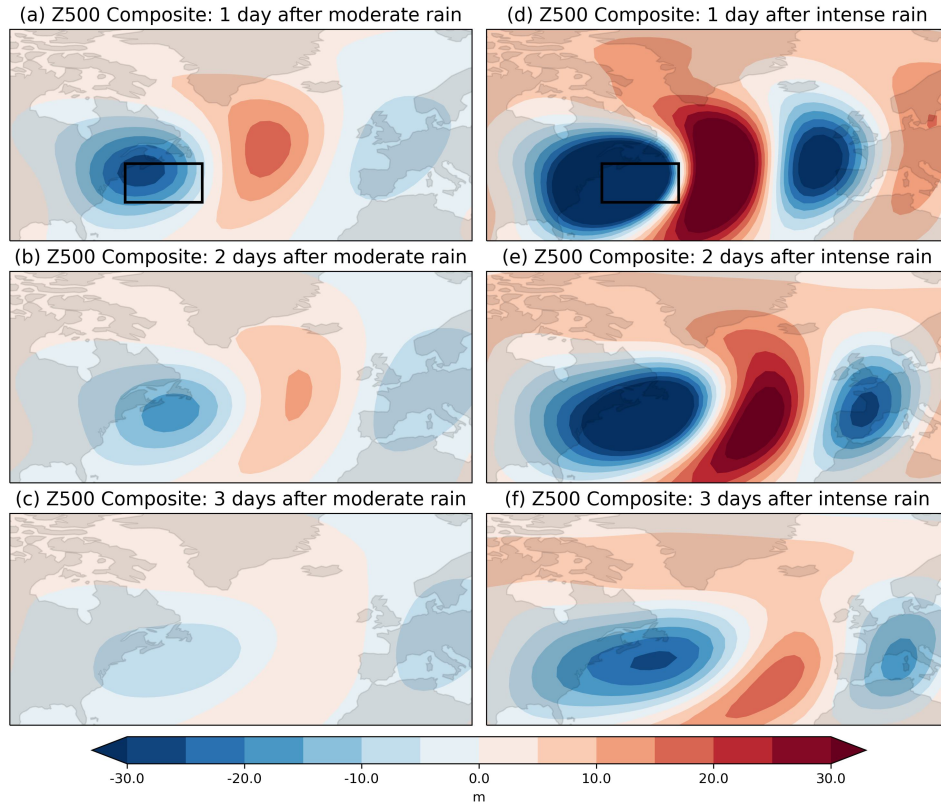 (a) Z500 Composite: 1 day after moderate rain
(d) Z500 Composite: 1 day after intense rain
(b) Z500 Composite: 2 days after moderate rain
(e) Z500 Composite: 2 days after intense rain
(c) Z500 Composite: 3 days after moderate rain
(f) Z500 Composite: 3 days after intense rain
-30.0 -20.0 -10.0 0.0 10.0 20.0 30.0
m